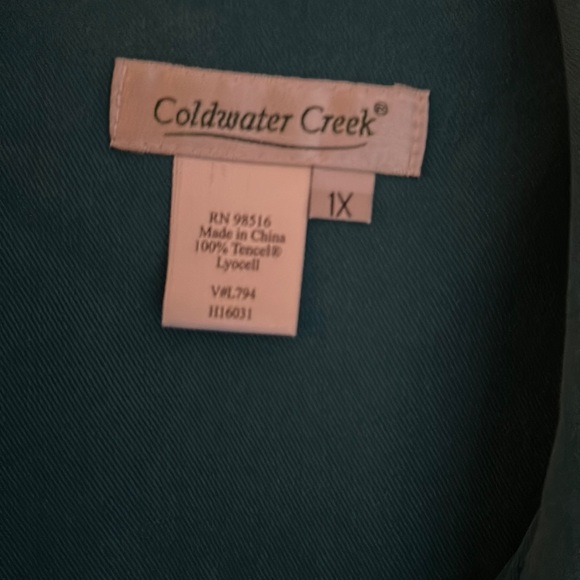 Coldwater Creek®
1X
RN 98516
Made in China
100% Tencel®
Lyocell
V#L794
H16031